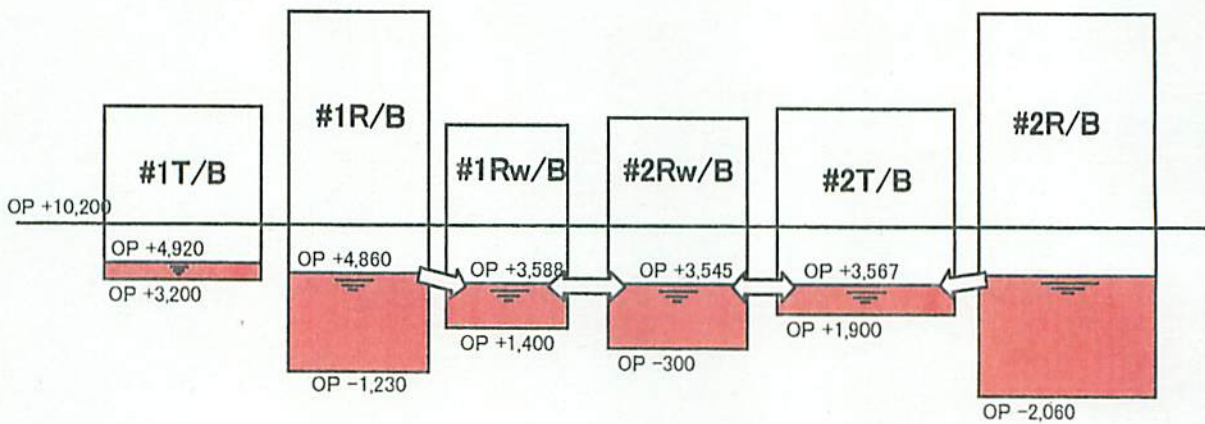 #1T/B
#1R/B
#1Rw/B
#2Rw/B
#2T/B
#2R/B
OP +10,200
OP +4,920
OP +3,200
OP +4,860
OP -1,230
OP +3,588
OP +1,400
OP +3,545
OP -300
OP +3,567
OP +1,900
OP -2,060